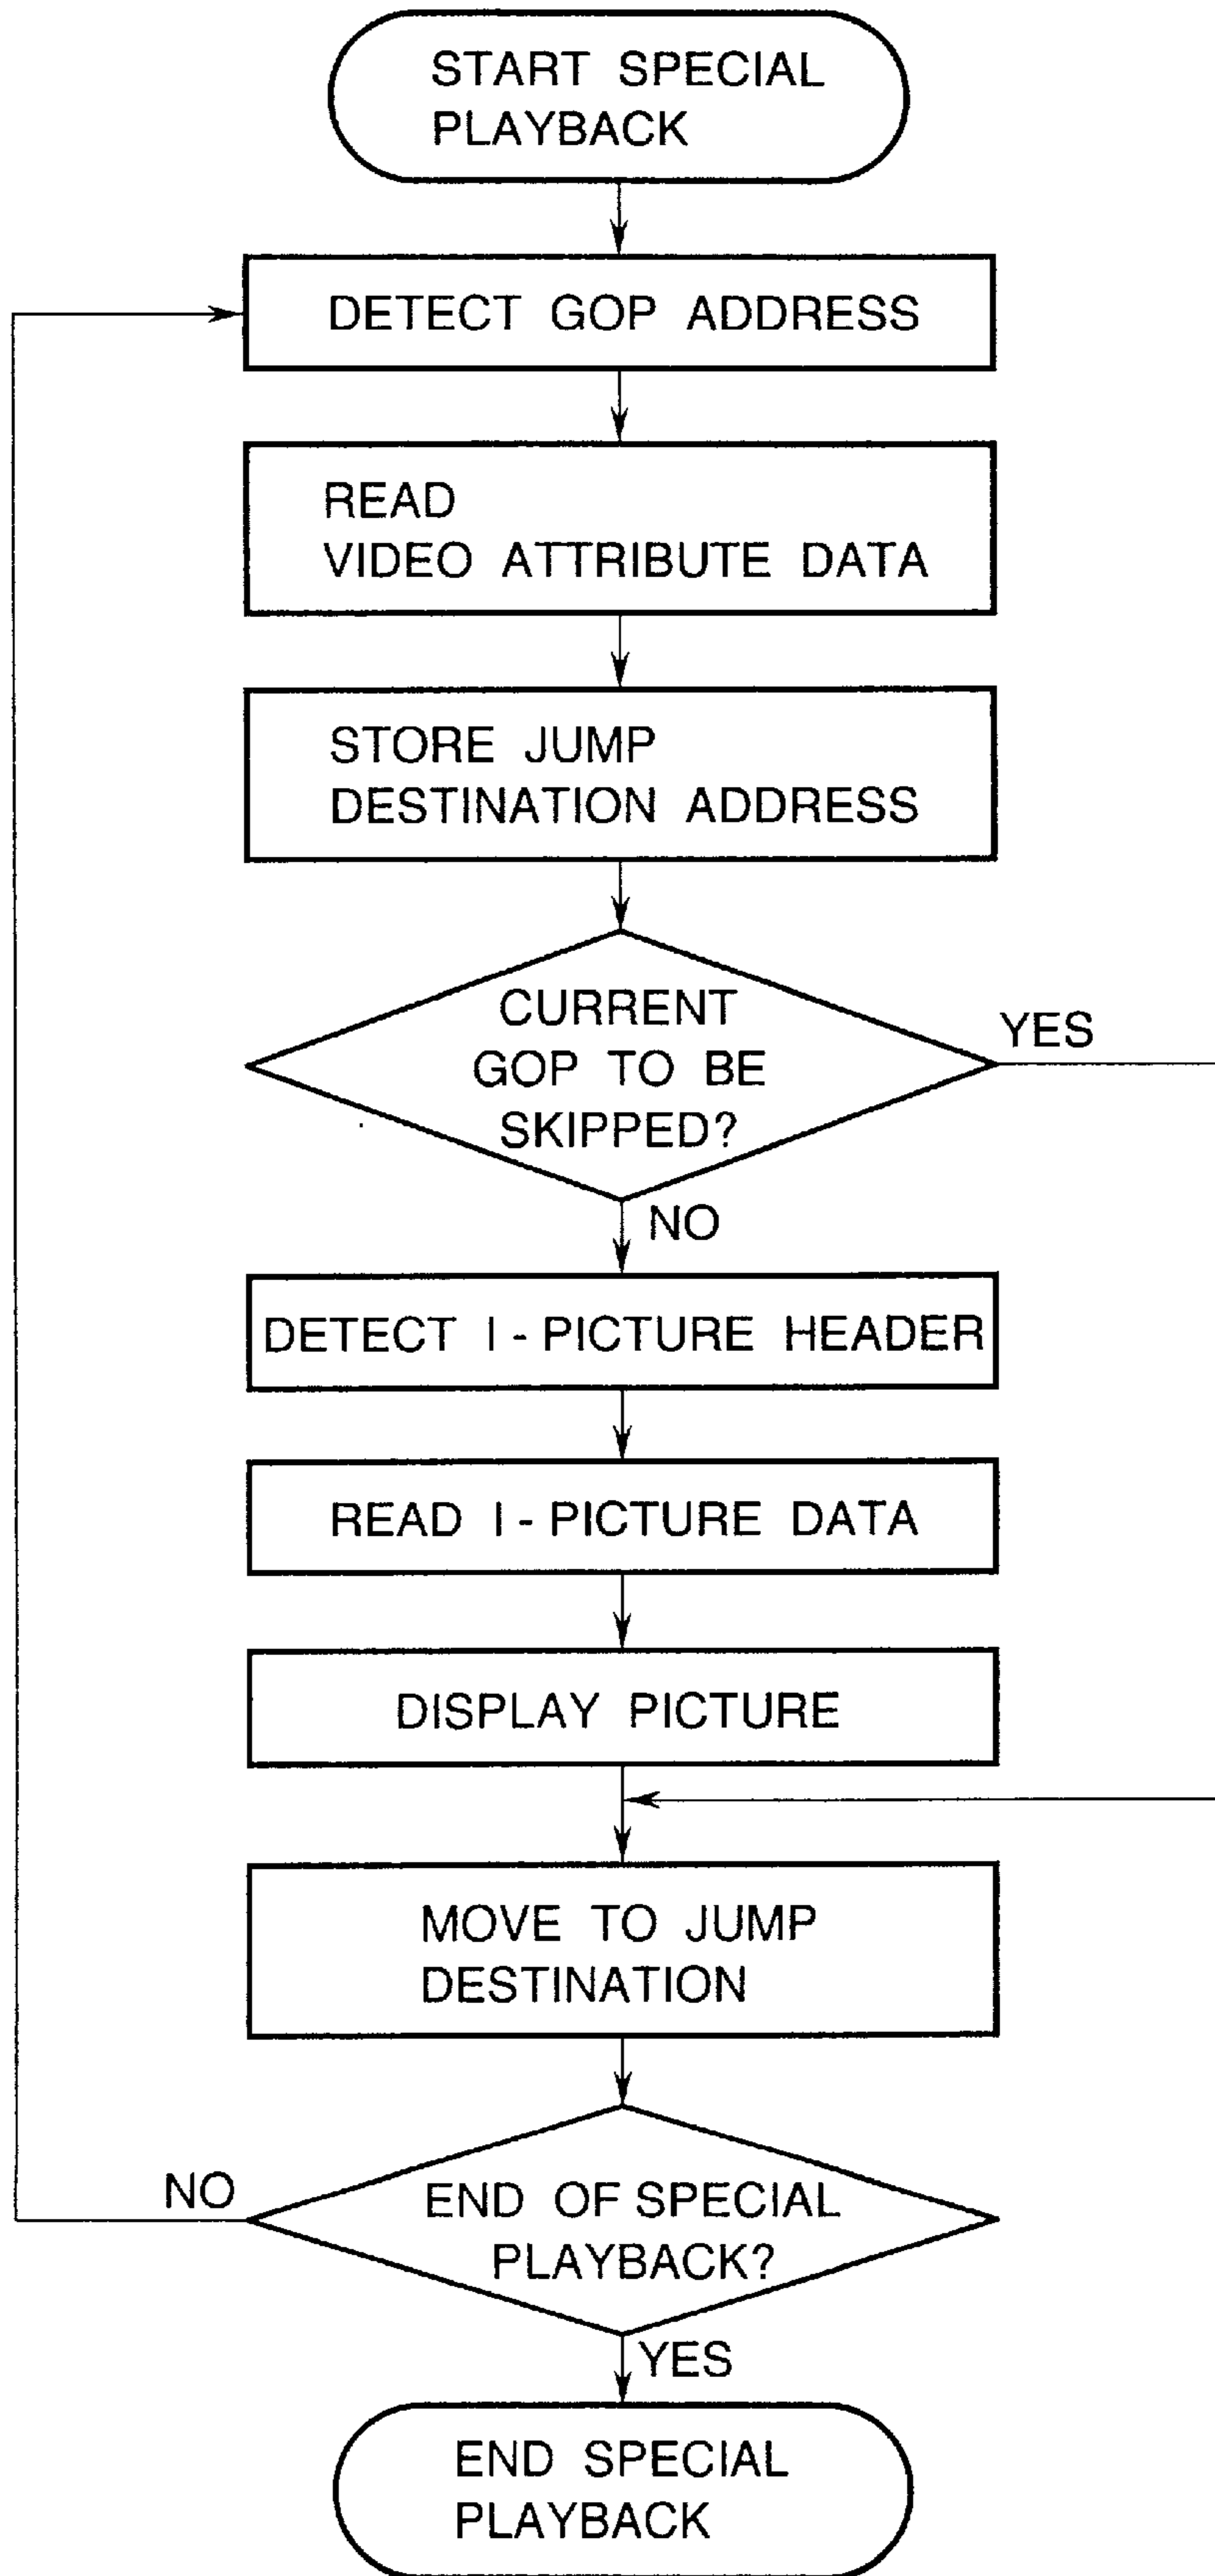 START SPECIAL
PLAYBACK
DETECT GOP ADDRESS
READ
VIDEO ATTRIBUTE DATA
STORE JUMP
DESTINATION ADDRESS
CURRENT
GOP TO BE
SKIPPED?
YES
NO
DETECT I - PICTURE HEADER
READ I - PICTURE DATA
DISPLAY PICTURE
MOVE TO JUMP
DESTINATION
NO
END OF SPECIAL
PLAYBACK?
YES
END SPECIAL
PLAYBACK